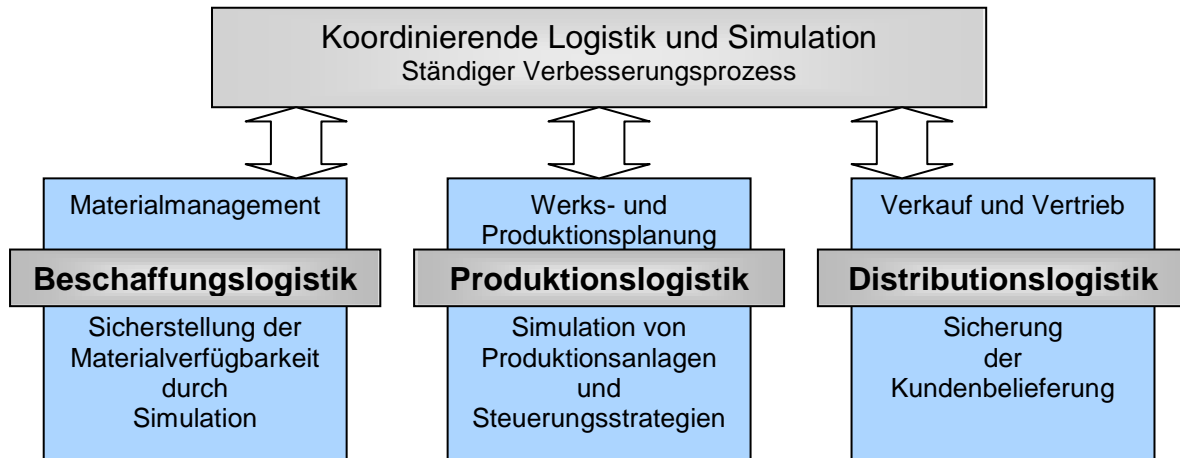 Koordinierende Logistik und Simulation
Ständiger Verbesserungsprozess
Materialmanagement
Beschaffungslogistik
Sicherstellung der
Materialverfügbarkeit
durch
Simulation
Werks- und
Produktionsplanung
Produktionslogistik
Simulation von
Produktionsanlagen
und
Steuerungsstrategien
Verkauf und Vertrieb
Distributionslogistik
Sicherung
der
Kundenbelieferung